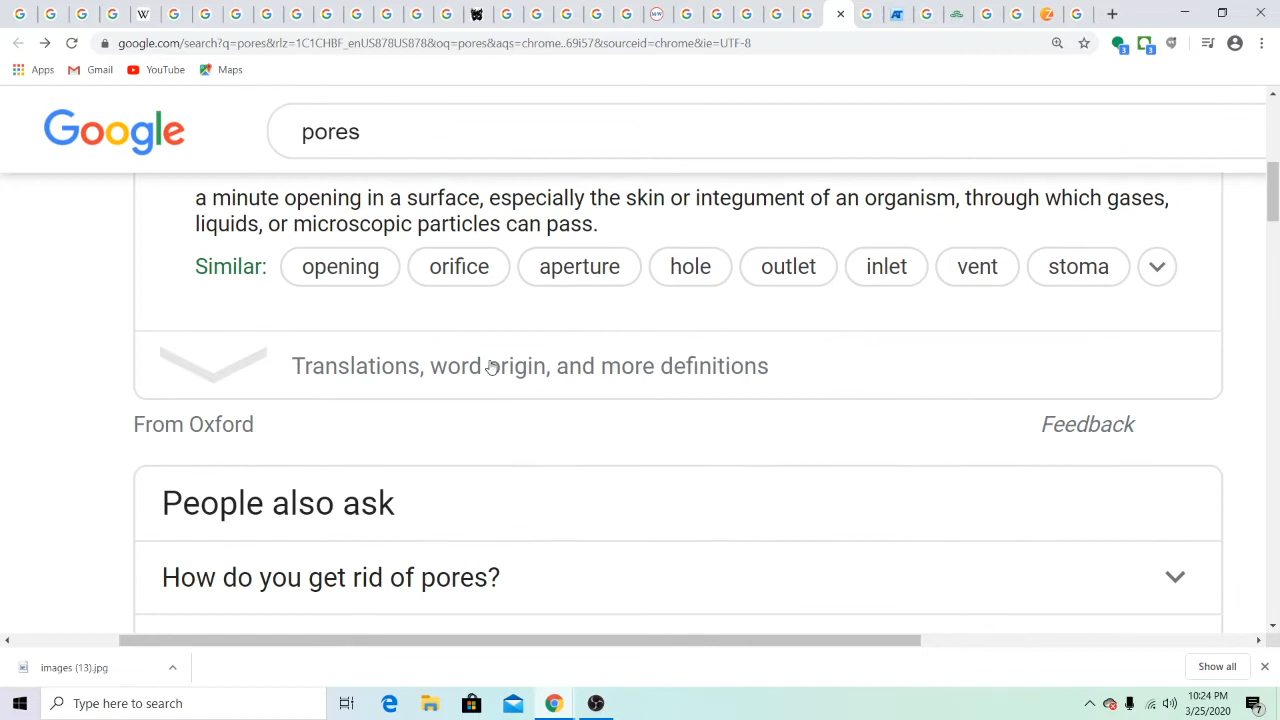 google.com/search?q=pores&rlz=1C1CHBF_enUS878US978&oq=pores&aqs=chrome..69i57&sourceid=chrome&ie=UTF-8
3
3
Apps
Gmail
YouTube
Maps
Google
pores
a minute opening in a surface, especially the skin or integument of an organism, through which gases,
liquids, or microscopic particles can pass.
Similar: opening orifice aperture hole outlet inlet vent stoma
Translations, word origin, and more definitions
From Oxford
Feedback
People also ask
How do you get rid of pores?
images (13).jpg
Show all
Type here to search
10:24 PM
3/25/2020
7